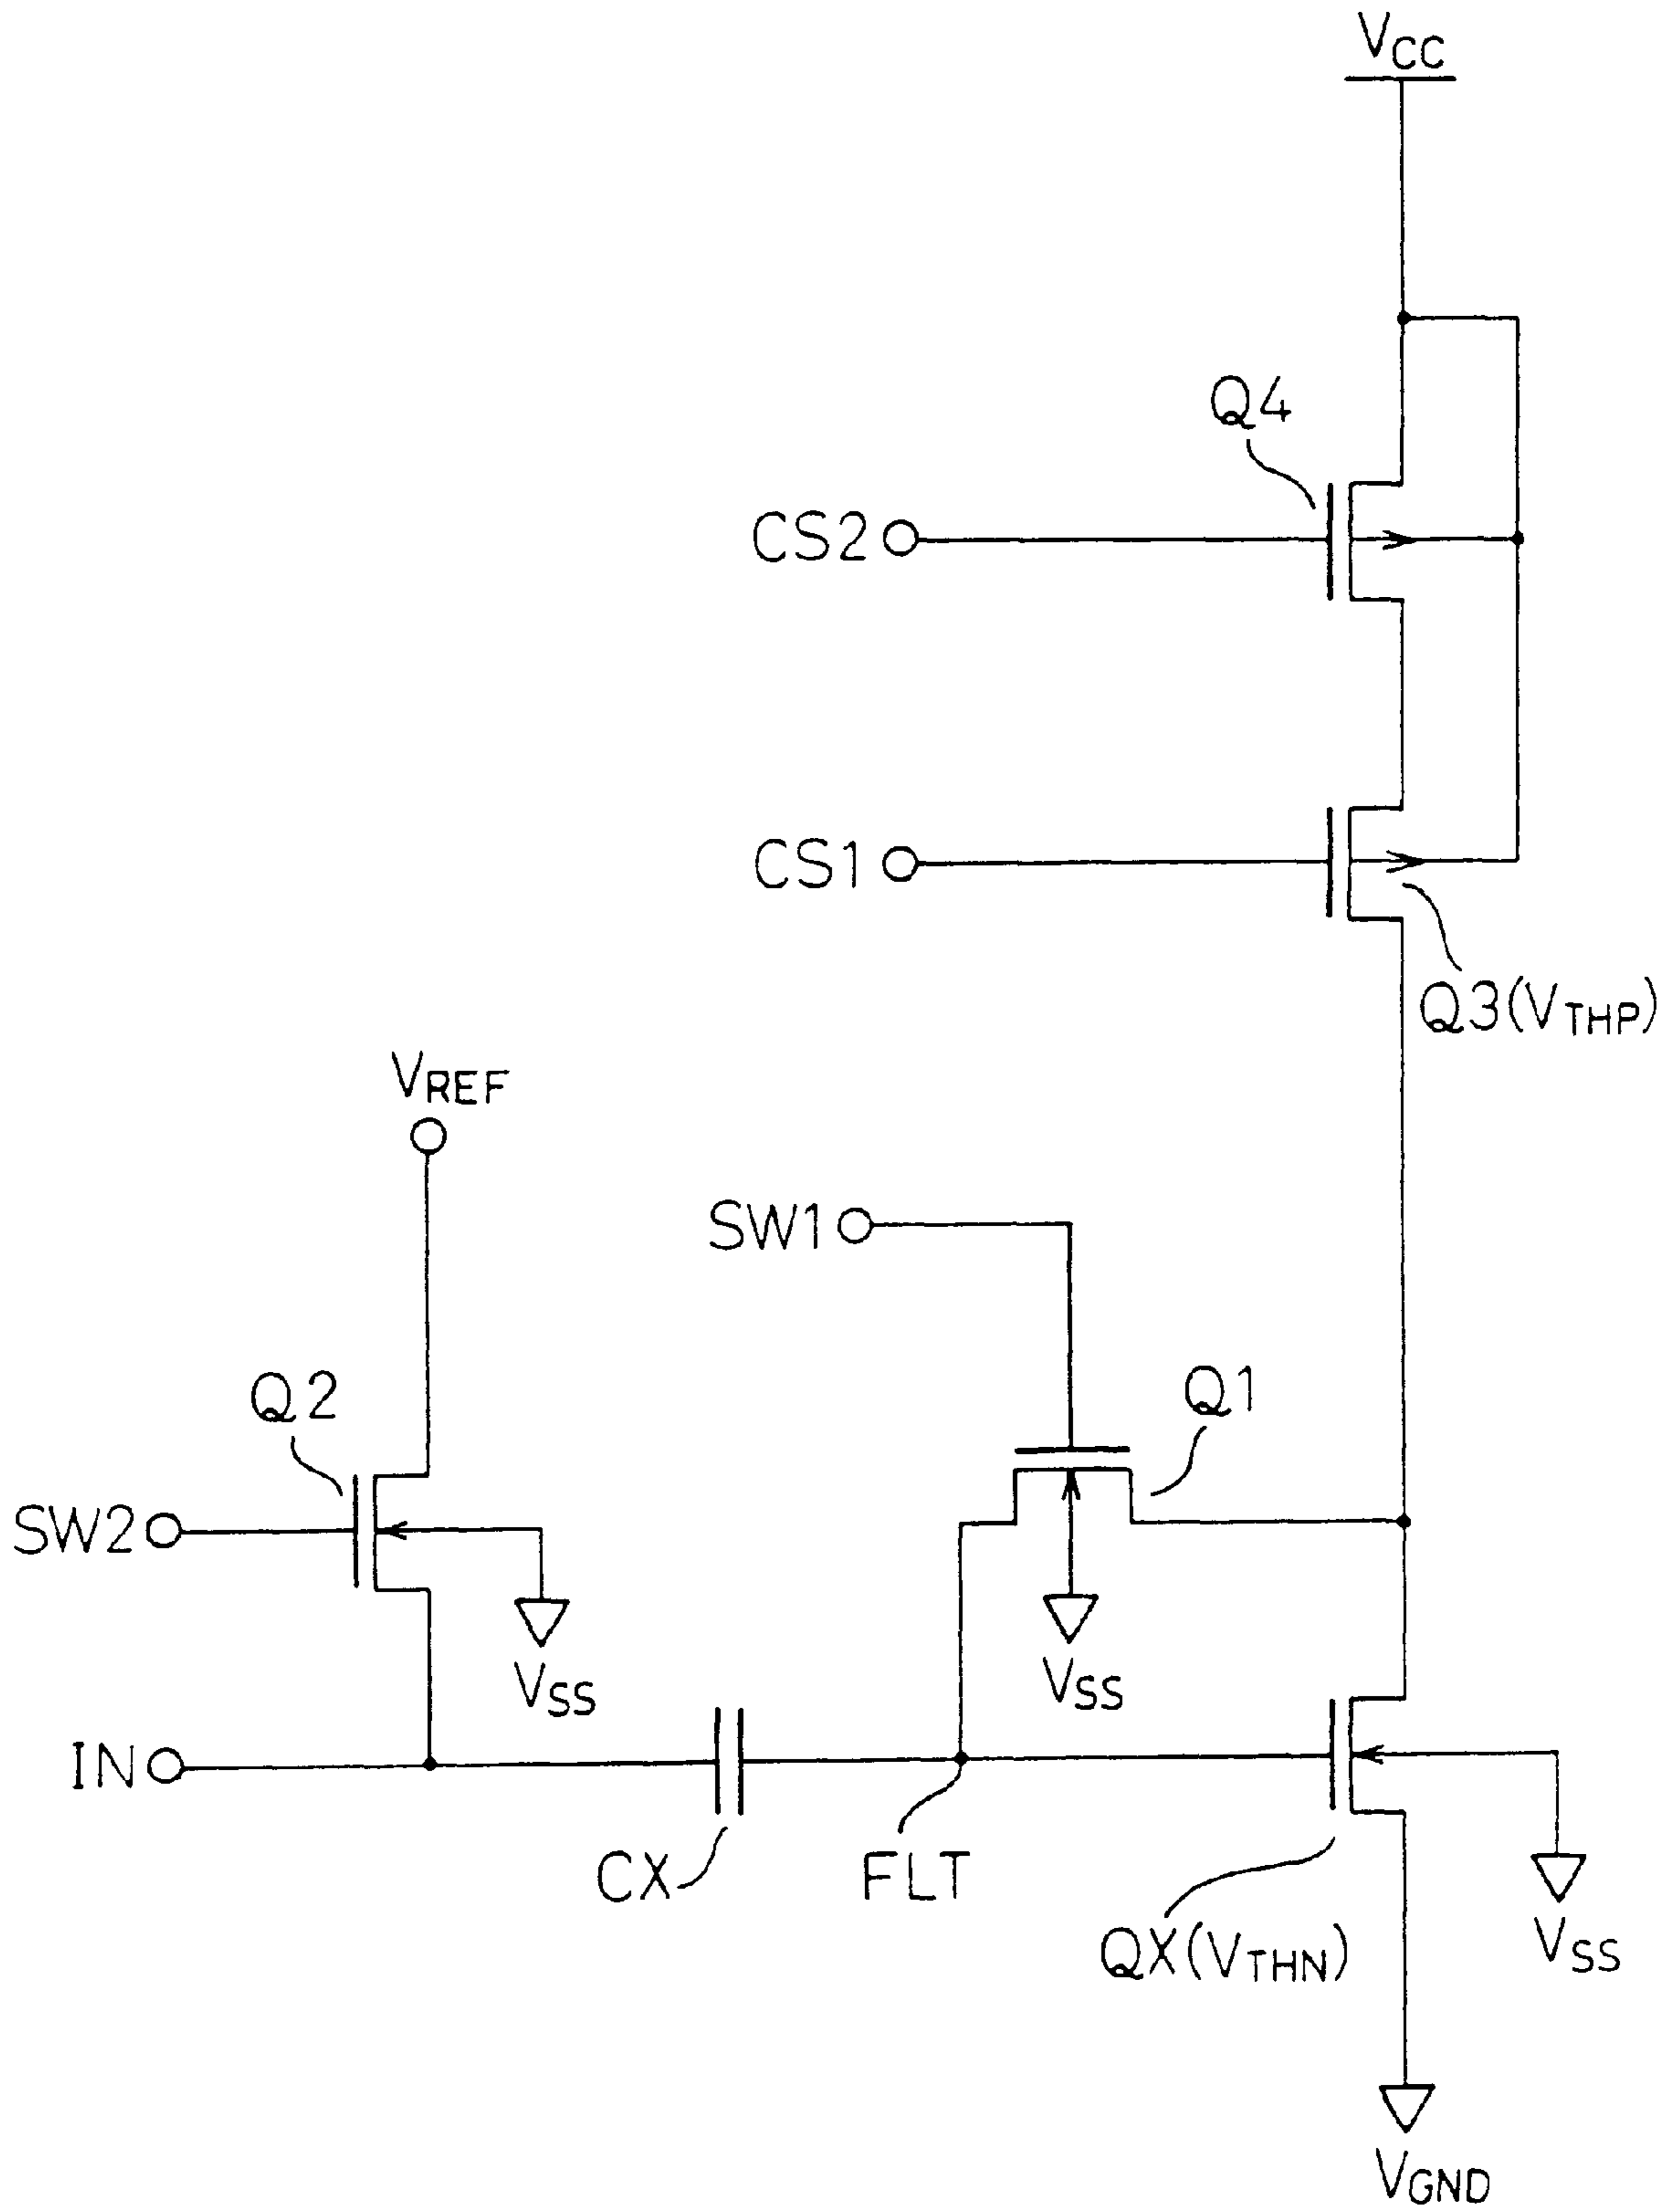 VCC
Q4
CS2
CS1
Q3(VTHP)
VREF
SW1
Q2
Q1
SW2
VSS
VSS
IN
CX
FLT
QX(VTHN)
VSS
VGND